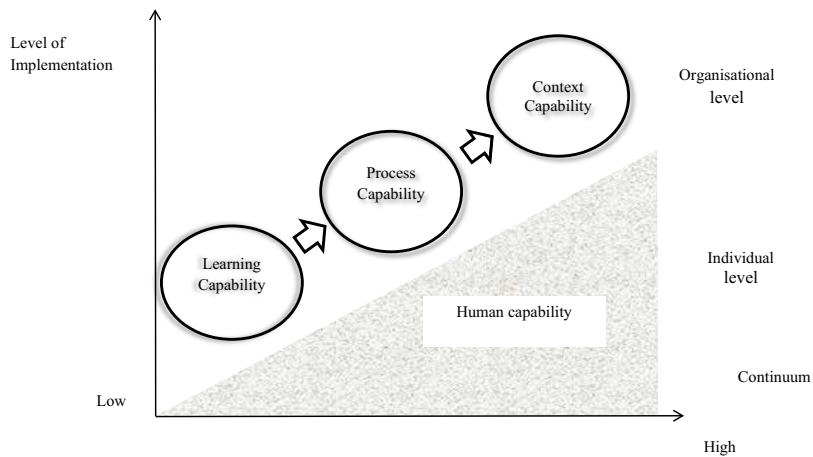 Level of
Implementation
Organisational
level
Context
Capability
Process
Capability
Learning
Capability
Individual
level
Human capability
Continuum
Low
High